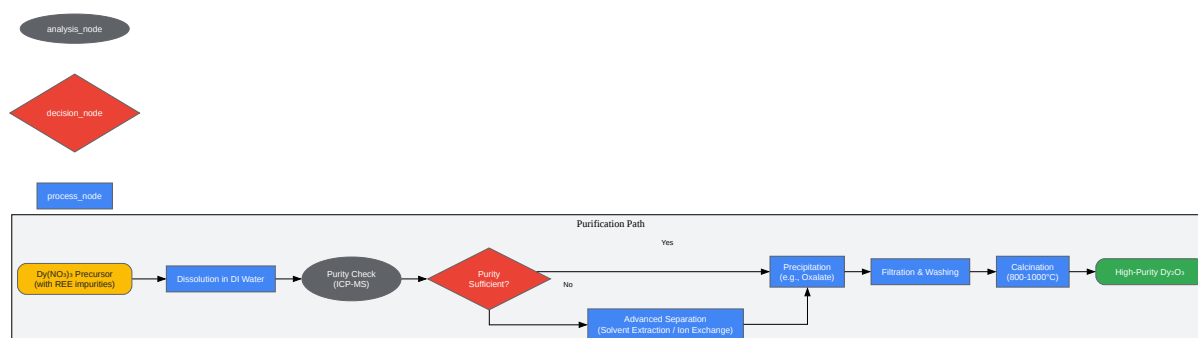 analysis_node
decision_node
process_node
Purification Path
Dy(NO₃)₃ Precursor
(with REE impurities)
Dissolution in DI Water
Purity Check
(ICP-MS)
Purity
Sufficient?
Yes
No
Advanced Separation
(Solvent Extraction / Ion Exchange)
Precipitation
(e.g., Oxalate)
Filtration & Washing
Calcination
(800-1000°C)
High-Purity Dy₂O₃